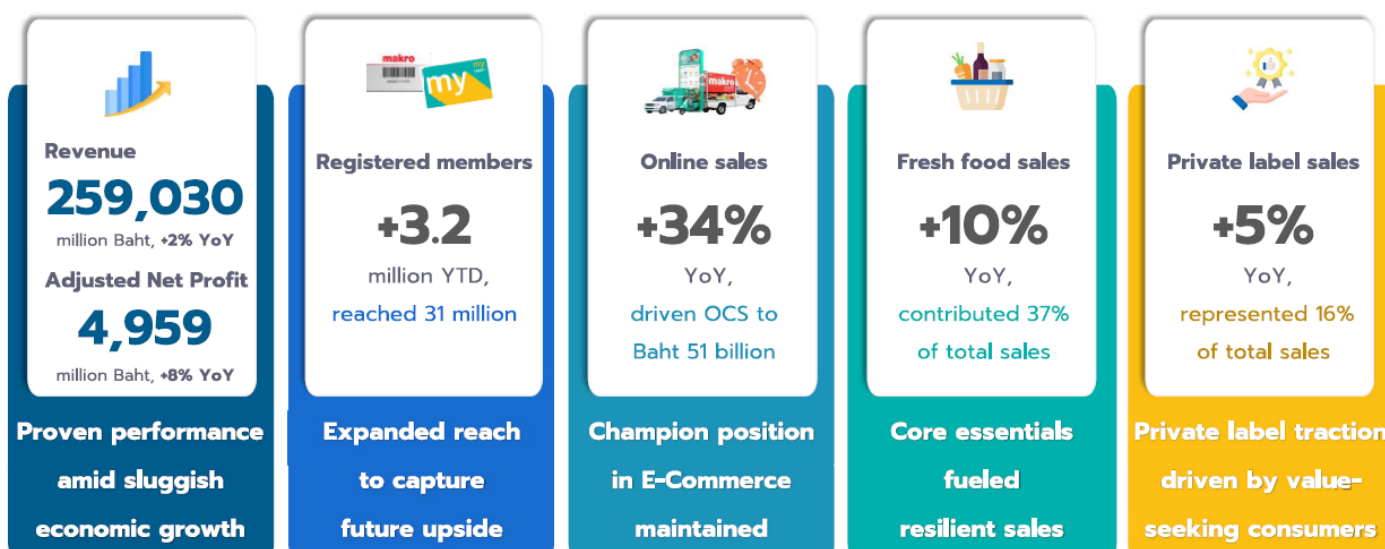 Revenue
259,030
million Baht, +2% YoY
Adjusted Net Profit
4,959
million Baht, +8% YoY
Proven performance
amid sluggish
economic growth
makro
my
my
Registered members
+3.2
million YTD,
reached 31 million
Expanded reach
to capture
future upside
makro
Online sales
+34%
YoY,
driven OCS to
Baht 51 billion
Champion position
in E-Commerce
maintained
Fresh food sales
+10%
YoY,
contributed 37%
of total sales
Core essentials
fueled
resilient sales
Private label sales
+5%
YoY,
represented 16%
of total sales
Private label traction
driven by value-
seeking consumers